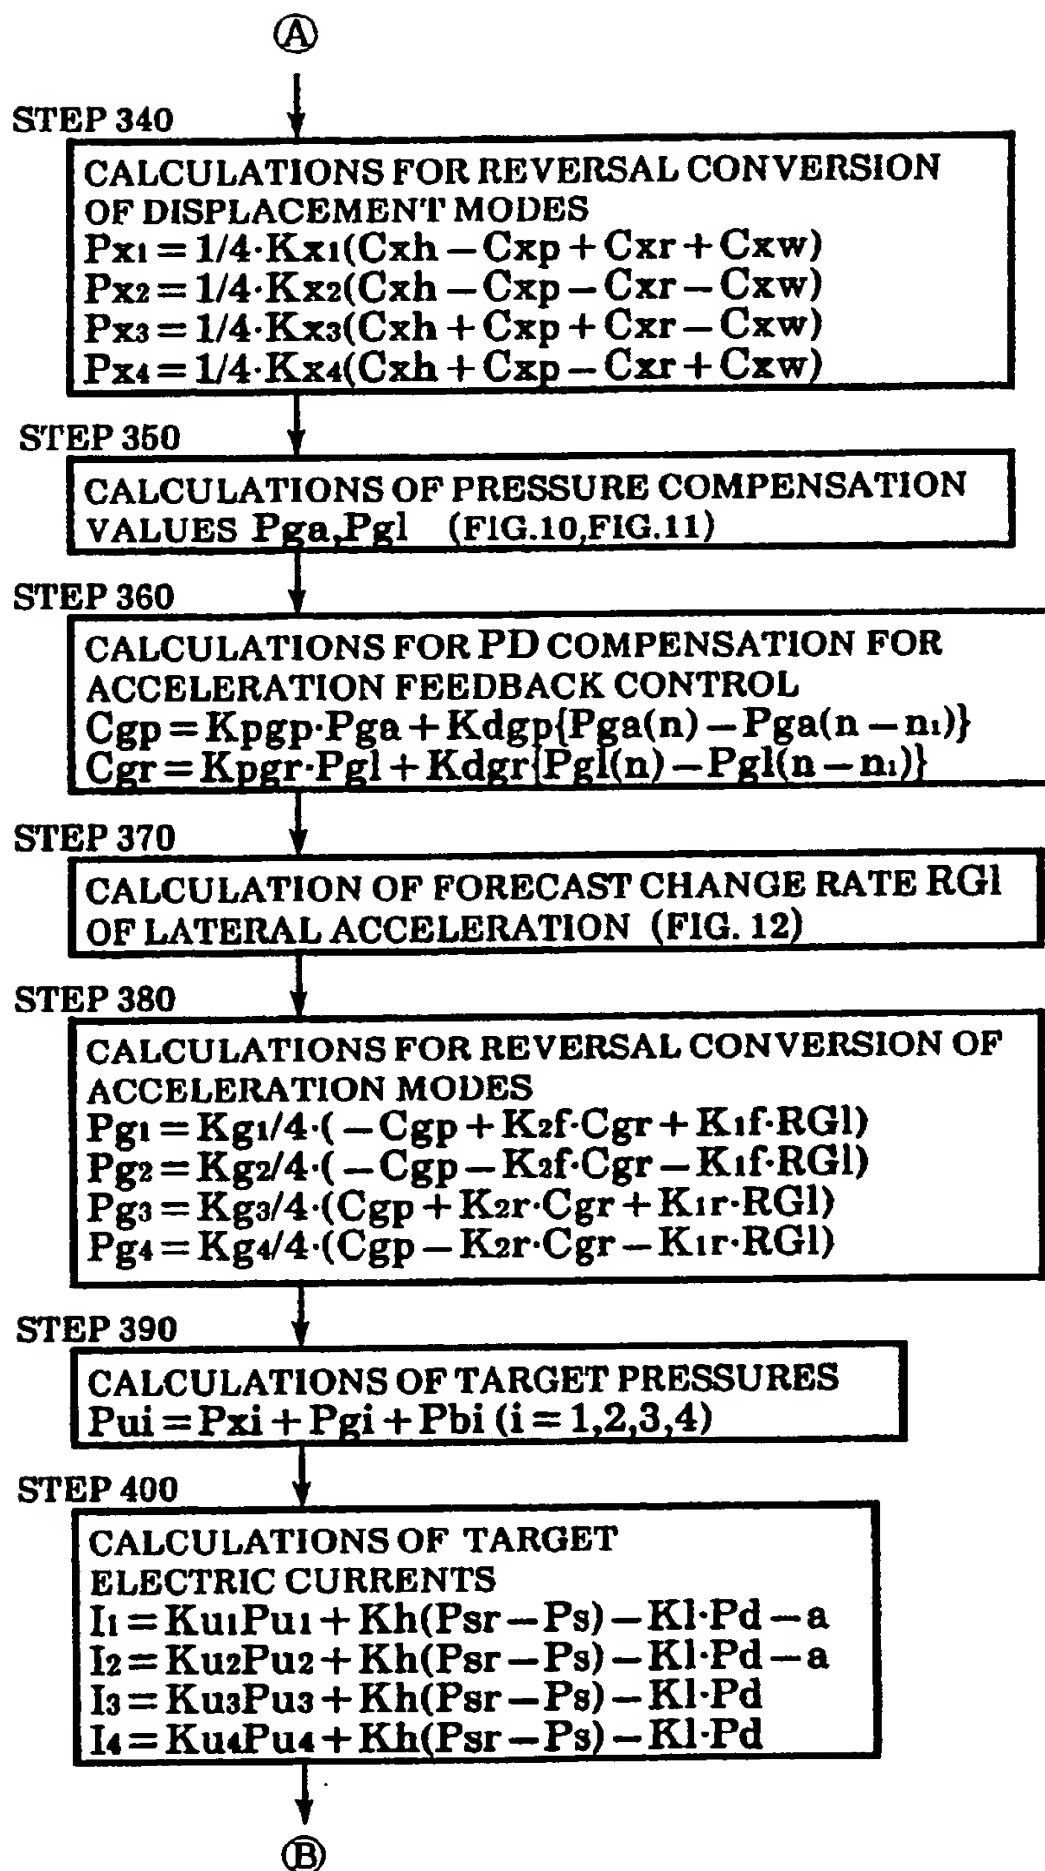 Ⓐ
STEP 340
CALCULATIONS FOR REVERSAL CONVERSION
OF DISPLACEMENT MODES
Px₁ = 1/4·Kx₁(Cxh − Cxp + Cxr + Cxw)
Px₂ = 1/4·Kx₂(Cxh − Cxp − Cxr − Cxw)
Px₃ = 1/4·Kx₃(Cxh + Cxp + Cxr − Cxw)
Px₄ = 1/4·Kx₄(Cxh + Cxp − Cxr + Cxw)
STEP 350
CALCULATIONS OF PRESSURE COMPENSATION
VALUES Pga,Pgl (FIG.10,FIG.11)
STEP 360
CALCULATIONS FOR PD COMPENSATION FOR
ACCELERATION FEEDBACK CONTROL
Cgp = Kpgp·Pga + Kdgp{Pga(n) − Pga(n − n₁)}
Cgr = Kpgr·Pgl + Kdgr{Pgl(n) − Pgl(n − n₁)}
STEP 370
CALCULATION OF FORECAST CHANGE RATE RGl
OF LATERAL ACCELERATION (FIG. 12)
STEP 380
CALCULATIONS FOR REVERSAL CONVERSION OF
ACCELERATION MODES
Pg₁ = Kg₁/4·( − Cgp + K₂f·Cgr + K₁f·RGl)
Pg₂ = Kg₂/4·( − Cgp − K₂f·Cgr − K₁f·RGl)
Pg₃ = Kg₃/4·(Cgp + K₂r·Cgr + K₁r·RGl)
Pg₄ = Kg₄/4·(Cgp − K₂r·Cgr − K₁r·RGl)
STEP 390
CALCULATIONS OF TARGET PRESSURES
Pui = Pxi + Pgi + Pbi (i = 1,2,3,4)
STEP 400
CALCULATIONS OF TARGET
ELECTRIC CURRENTS
I₁ = Ku₁Pu₁ + Kh(Psr − Ps) − Kl·Pd − a
I₂ = Ku₂Pu₂ + Kh(Psr − Ps) − Kl·Pd − a
I₃ = Ku₃Pu₃ + Kh(Psr − Ps) − Kl·Pd
I₄ = Ku₄Pu₄ + Kh(Psr − Ps) − Kl·Pd
Ⓑ